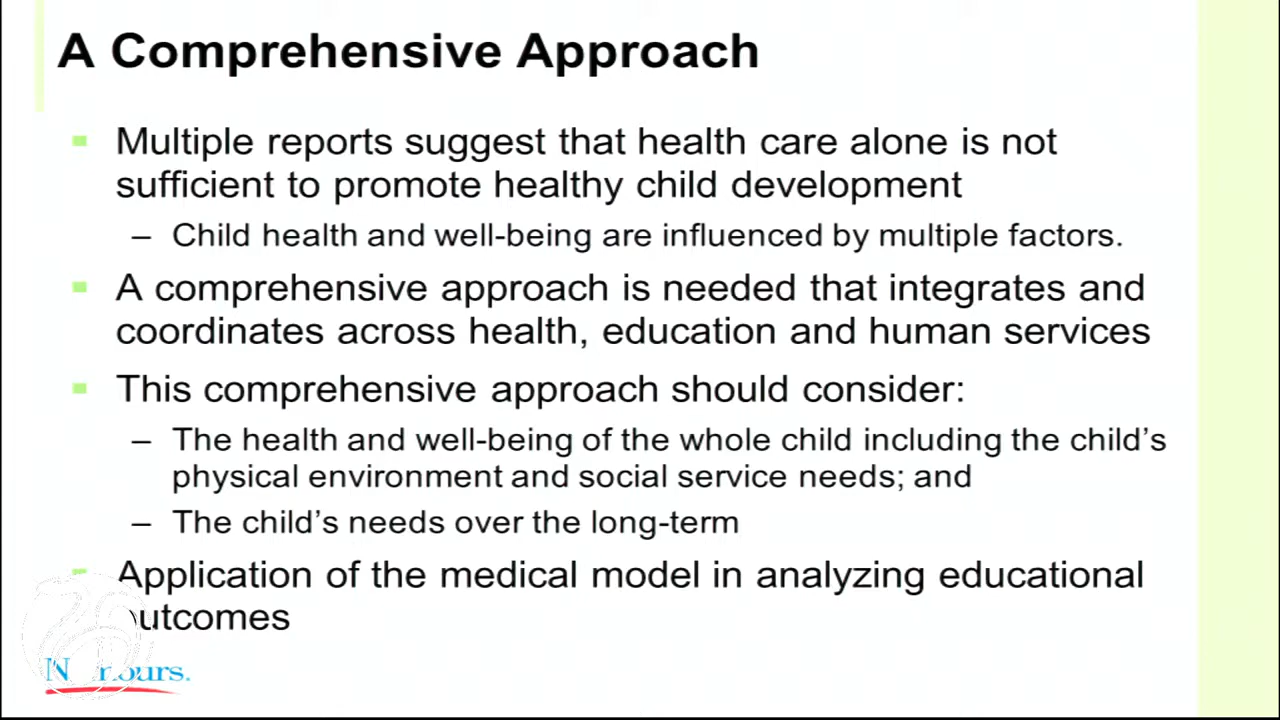 A Comprehensive Approach
Multiple reports suggest that health care alone is not
sufficient to promote healthy child development
– Child health and well-being are influenced by multiple factors.
A comprehensive approach is needed that integrates and
coordinates across health, education and human services
This comprehensive approach should consider:
– The health and well-being of the whole child including the child's
physical environment and social service needs; and
– The child's needs over the long-term
Application of the medical model in analyzing educational
outcomes